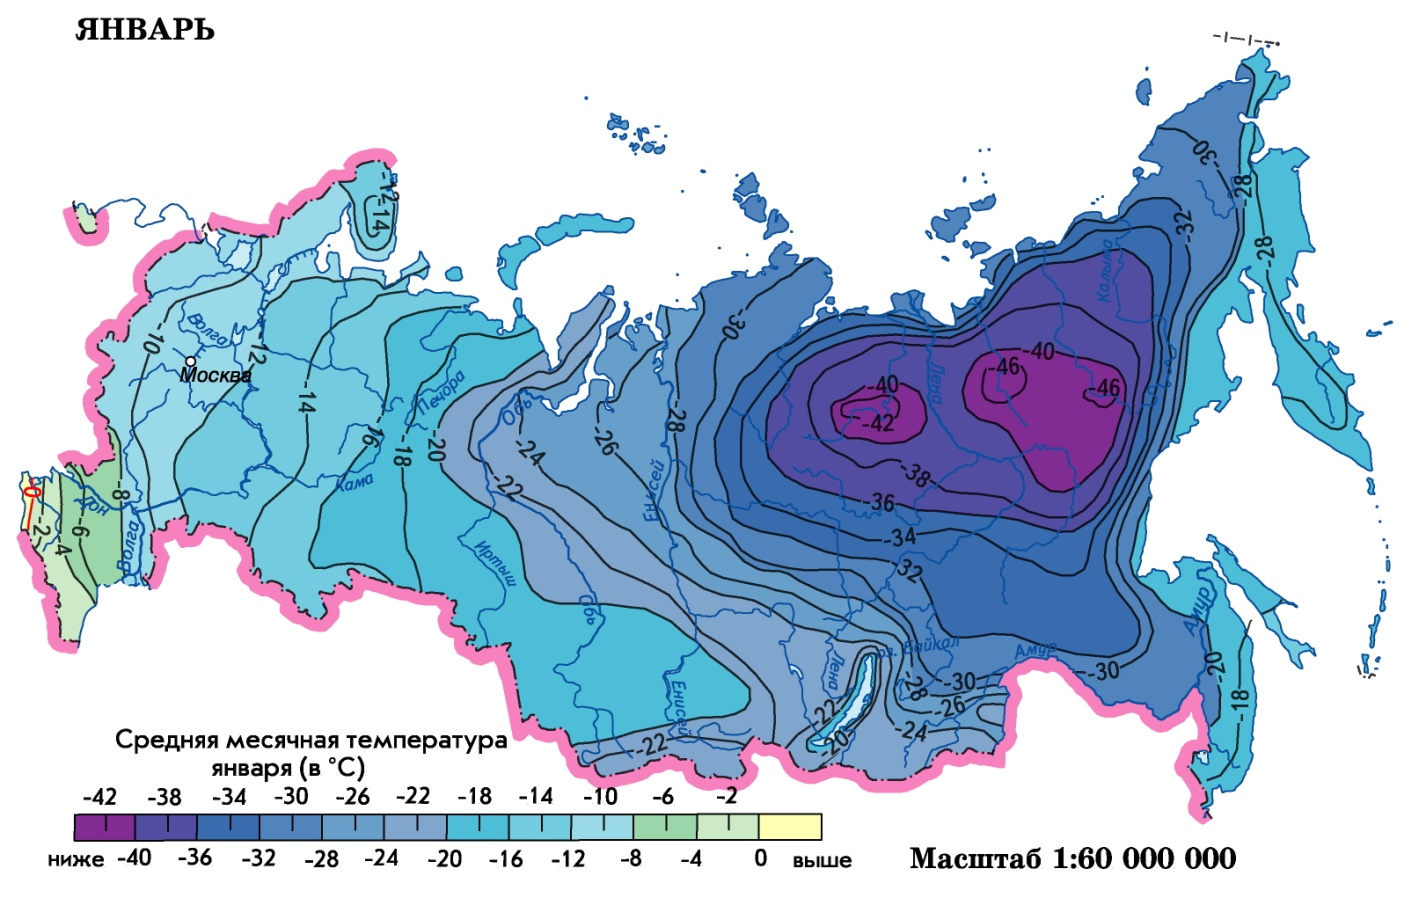 ЯНВАРЬ
-12
-14
-30
-28
-32
-28
Колыма
-10
Волга
-12
Москва
-14
Печора
-16
-18
-20
Обь
-24
-26
-22
-28
-30
Енисей
-40
-42
-38
-36
-34
-32
Лена
-46
-40
-46
0
-2
-4
-6
-8
Дон
Волга
Кама
Иртыш
Обь
Енисей
Лена
оз. Байкал
Амур
Амур
-22
-22
-20
-28
-30
-26
-24
-30
-20
-18
Средняя месячная температура
января (в °C)
-42 -38 -34 -30 -26 -22 -18 -14 -10 -6 -2
ниже -40 -36 -32 -28 -24 -20 -16 -12 -8 -4 0 выше
Масштаб 1:60 000 000